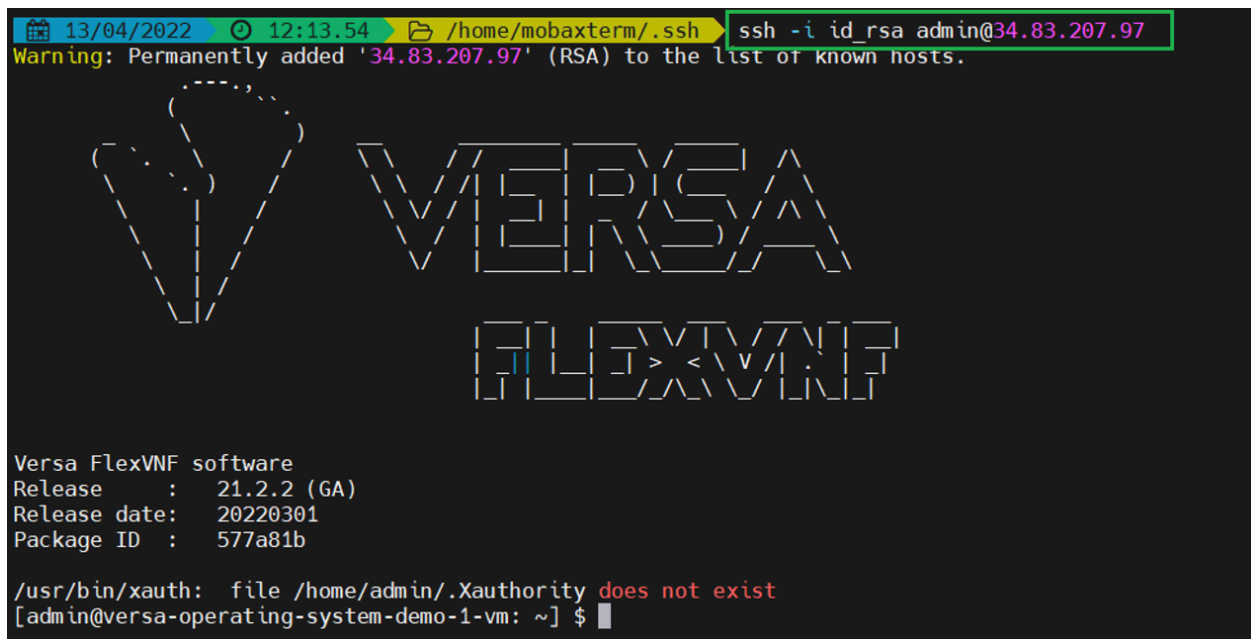 13/04/2022 12:13.54 /home/mobaxterm/.ssh ssh -i id_rsa admin@34.83.207.97
Warning: Permanently added '34.83.207.97' (RSA) to the list of known hosts.
VERSA
FLEXVNF
Versa FlexVNF software
Release : 21.2.2 (GA)
Release date: 20220301
Package ID : 577a81b
/usr/bin/xauth: file /home/admin/.Xauthority does not exist
[admin@versa-operating-system-demo-1-vm: ~] $